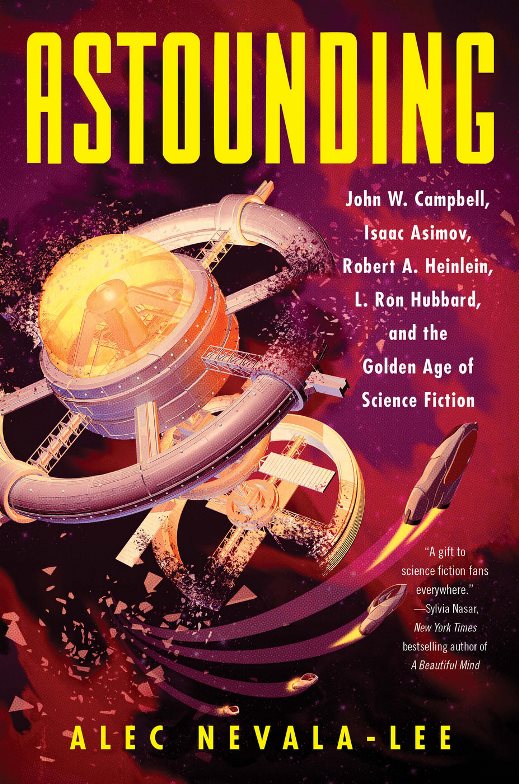 ASTOUNDING
John W. Campbell,
Isaac Asimov,
Robert A. Heinlein,
L. Ron Hubbard,
and the
Golden Age of
Science Fiction
“A gift to
science fiction fans
everywhere.”
—Sylvia Nasar,
New York Times
bestselling author of
A Beautiful Mind
ALEC NEVALA-LEE